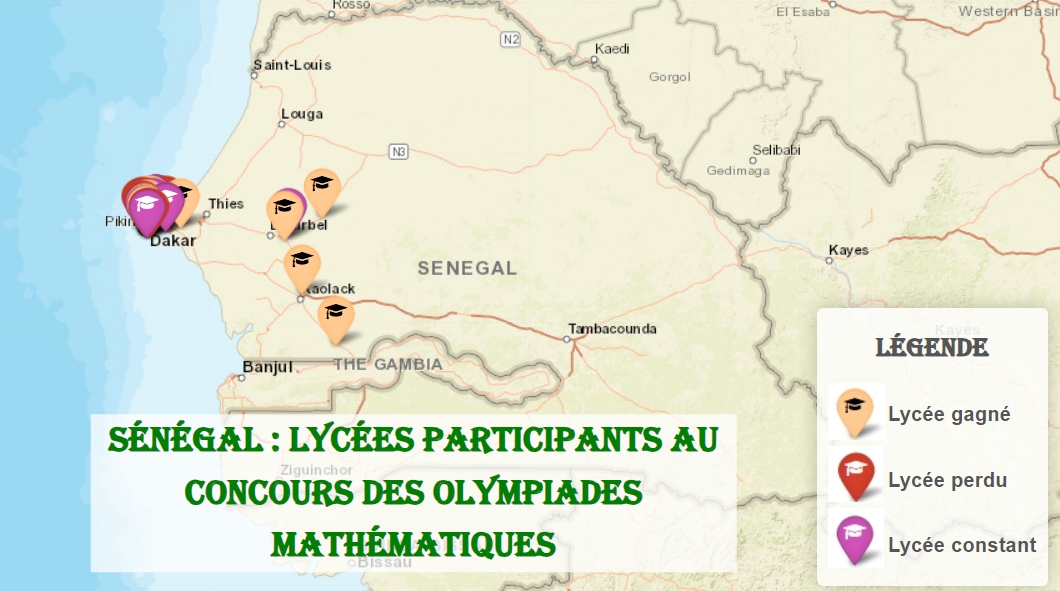 Rosso
El Esaba
Western Basin
N2
Kaedi
Saint-Louis
Gorgol
Louga
N3
Selibabi
Gedimaga
Thies
Dakar
SENEGAL
Kayes
Kaolack
Tambacounda
Kayes
Banjul
THE GAMBIA
LÉGENDE
Lycée gagné
Lycée perdu
Lycée constant
SÉNÉGAL : LYCÉES PARTICIPANTS AU
CONCOURS DES OLYMPIADES
MATHÉMATIQUES
Ziguinchor
Bissau